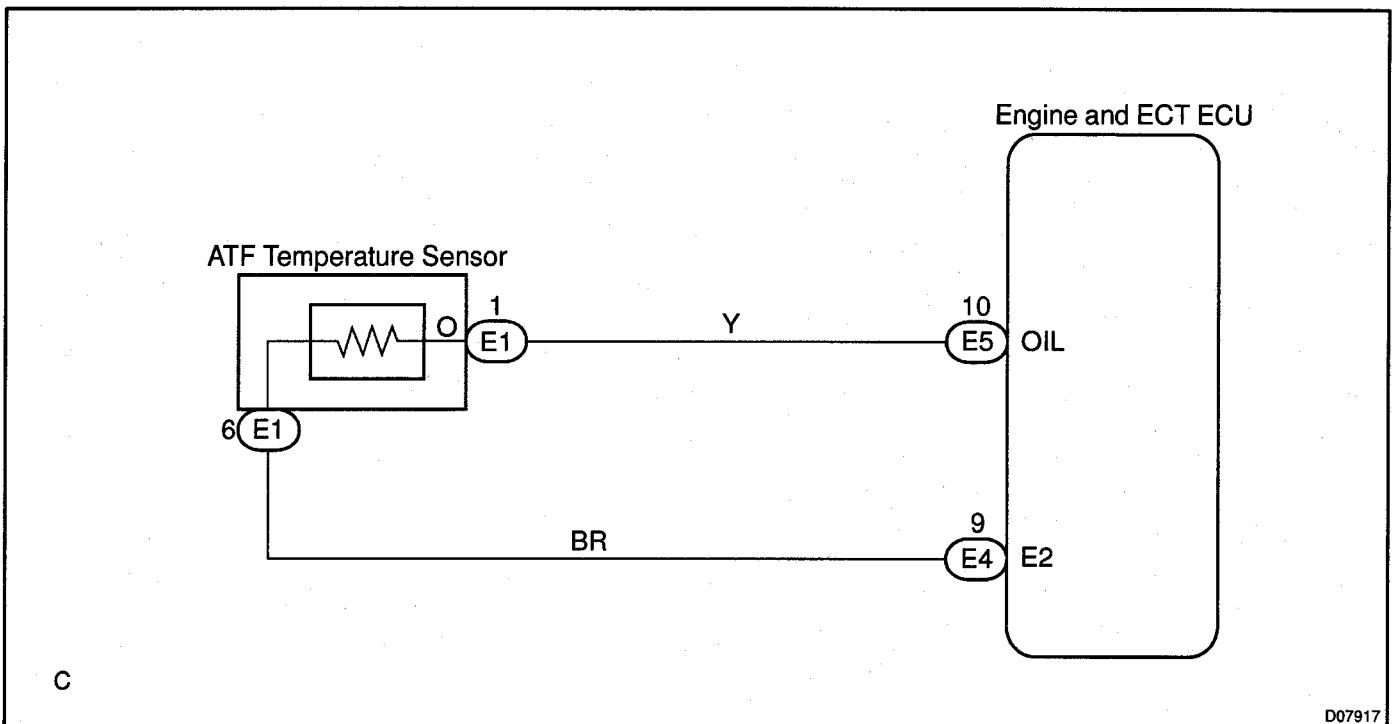 Engine and ECT ECU
ATF Temperature Sensor
O
1
E1
Y
10
E5
OIL
6
E1
BR
9
E4
E2
C
D07917